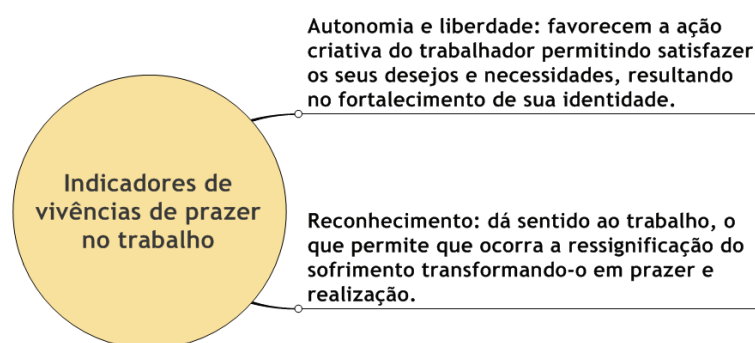 Autonomia e liberdade: favorecem a ação
criativa do trabalhador permitindo satisfazer
os seus desejos e necessidades, resultando
no fortalecimento de sua identidade.
Indicadores de
vivências de prazer
no trabalho
Reconhecimento: dá sentido ao trabalho, o
que permite que ocorra a ressignificação do
sofrimento transformando-o em prazer e
realização.